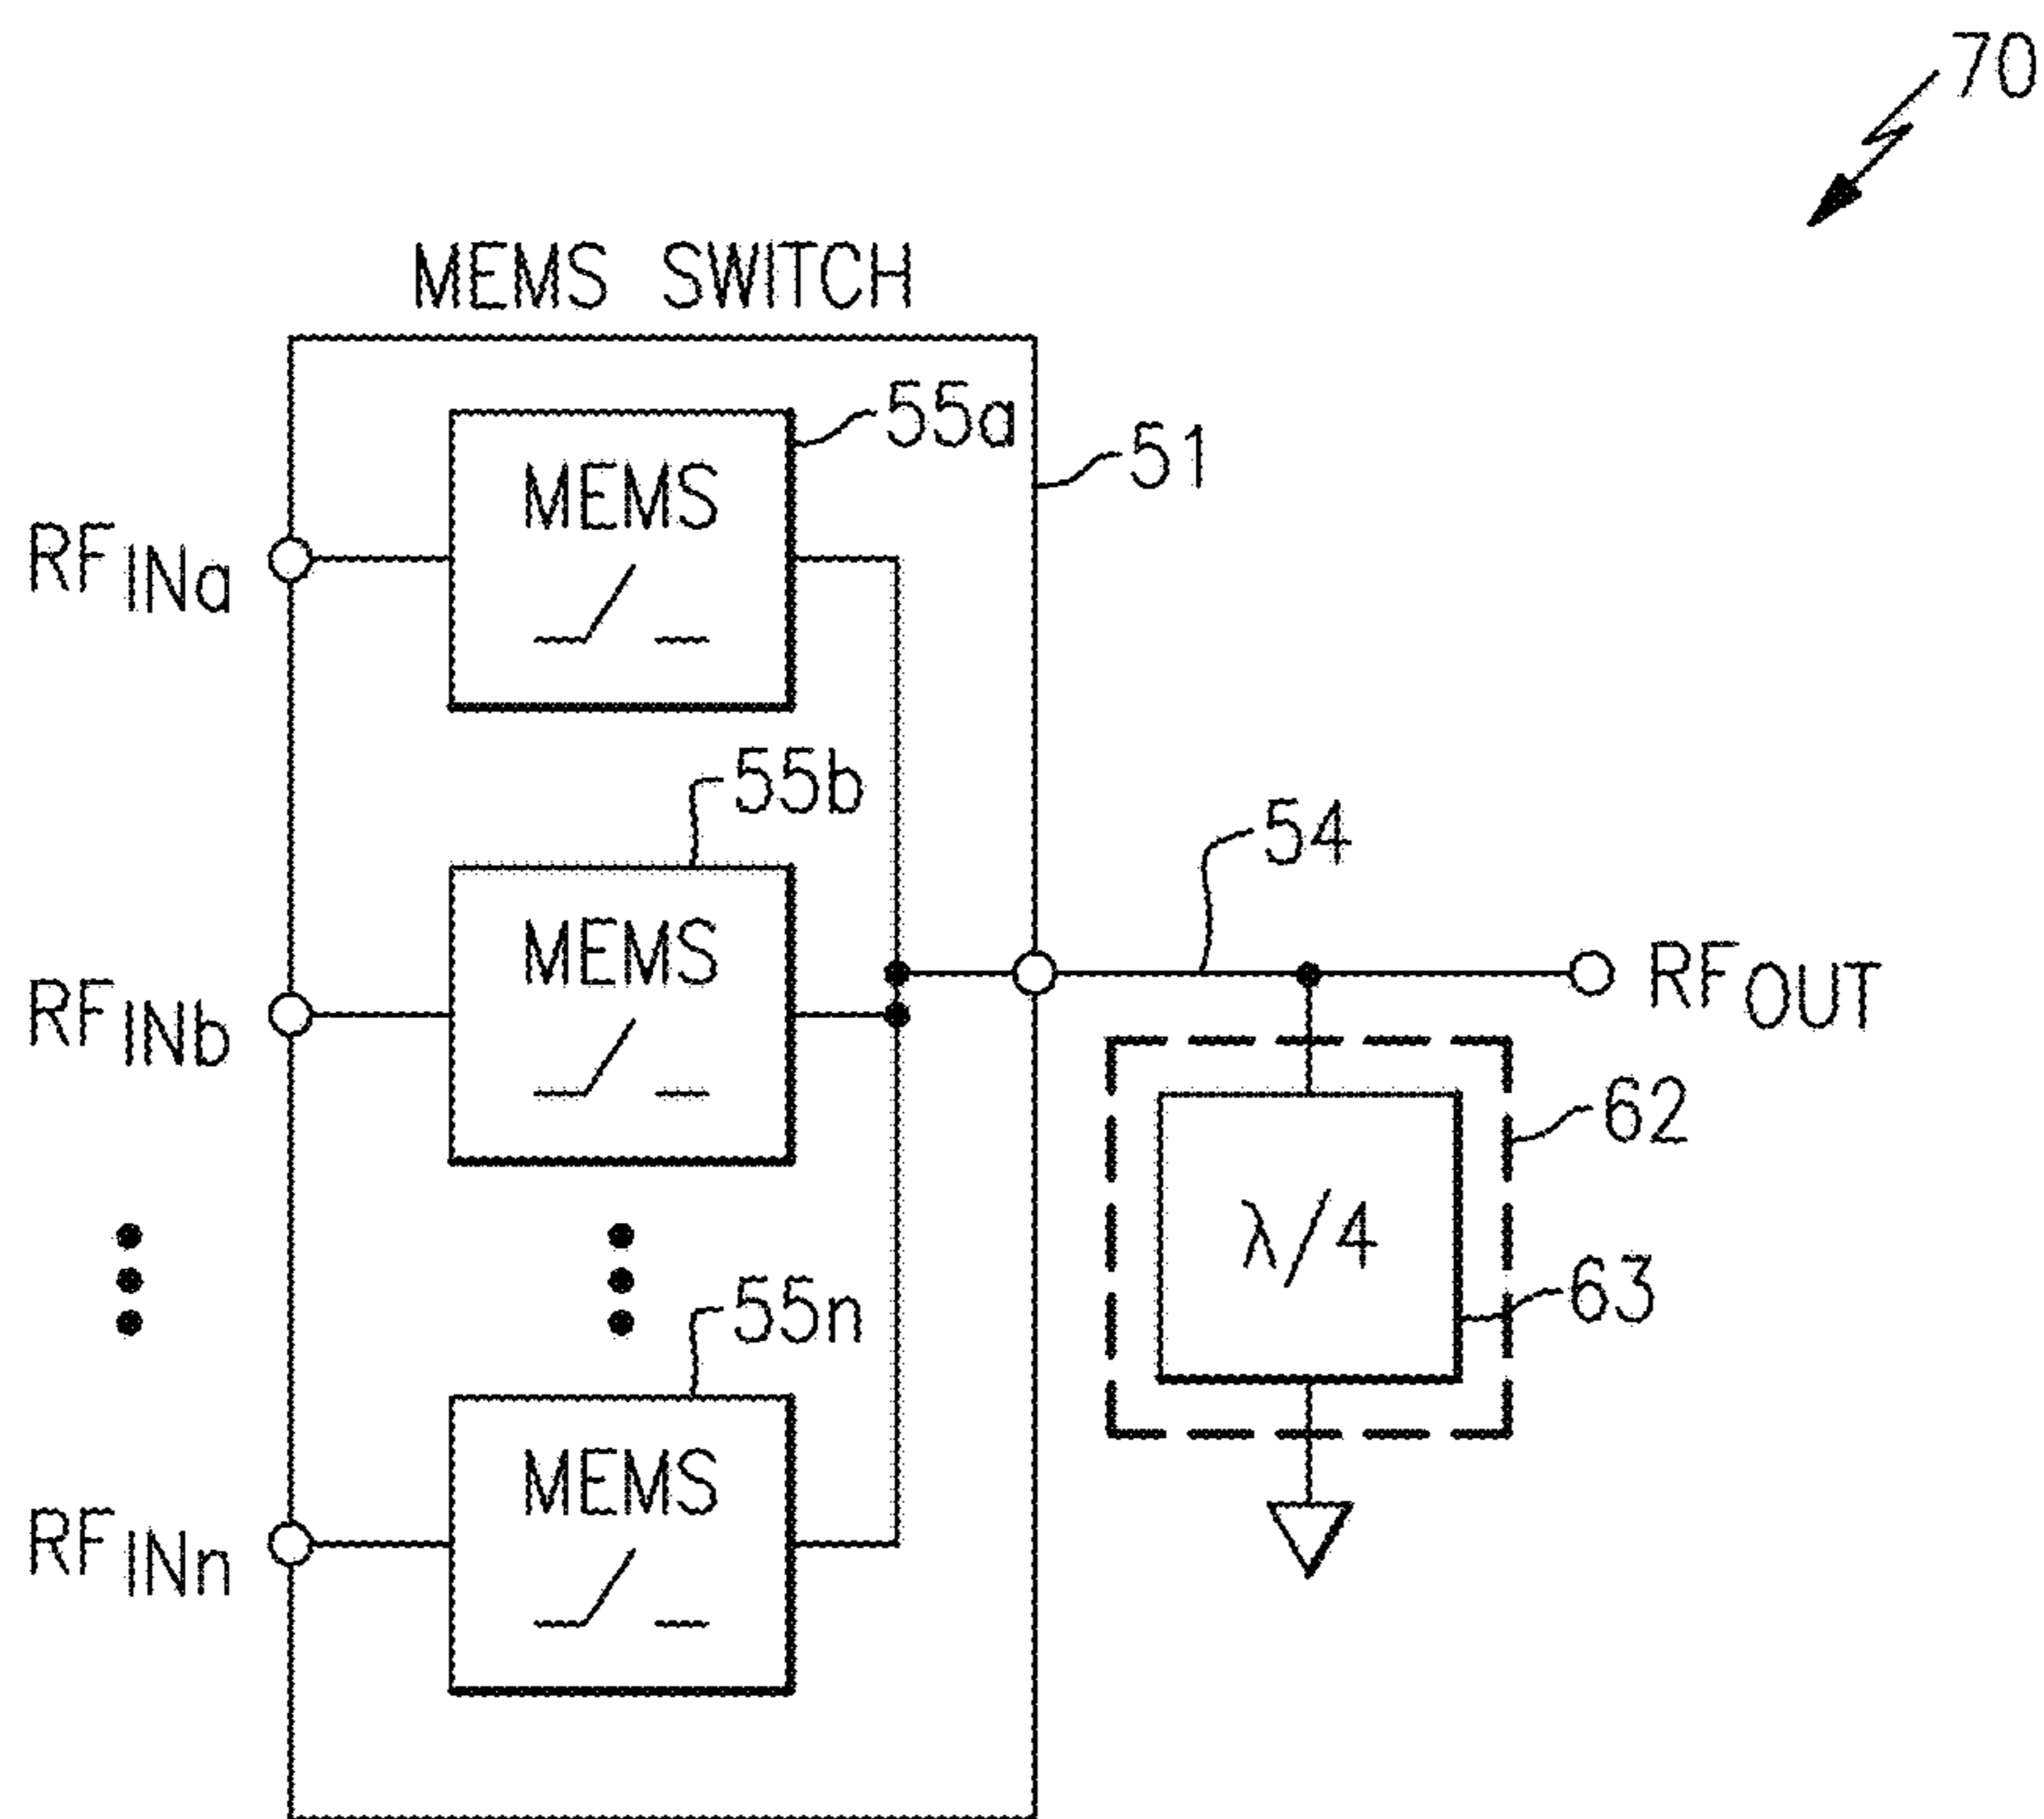 70
MEMS SWITCH
55a
51
MEMS
RFINa
55b
54
MEMS
RFOUT
RFINb
62
λ/4
63
55n
MEMS
RFINn